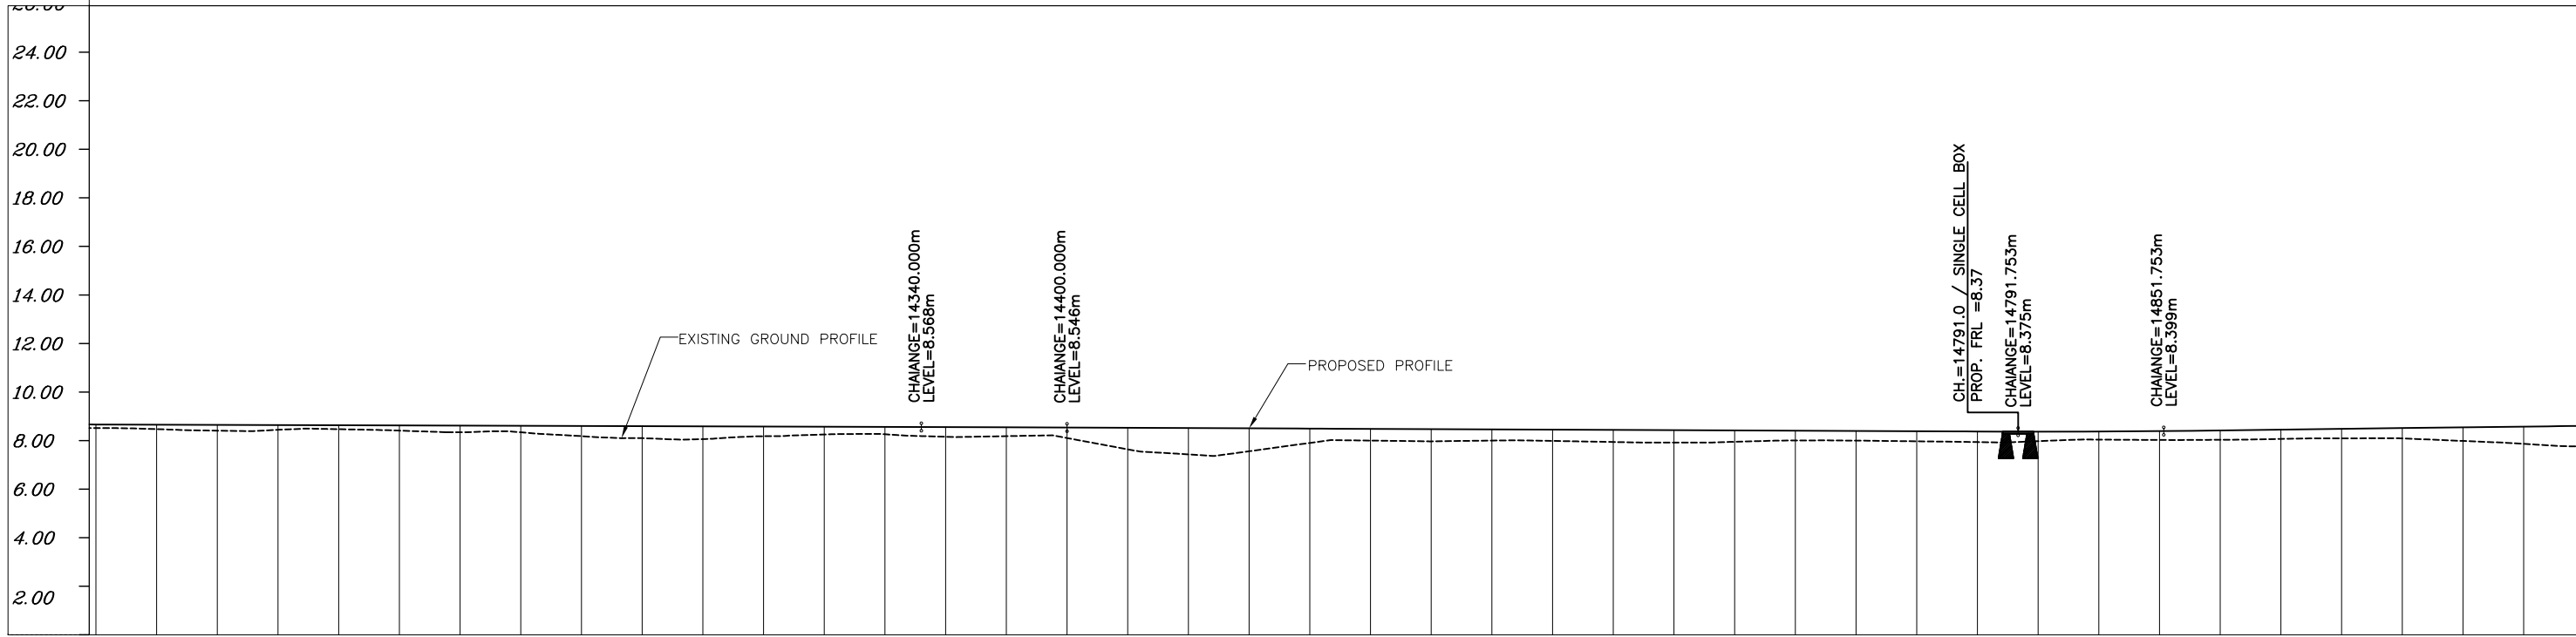 24.00
22.00
20.00
18.00
16.00
14.00
12.00
10.00
8.00
6.00
4.00
2.00
EXISTING GROUND PROFILE
CHAIANGE=14340.000m
LEVEL=8.568m
CHAIANGE=14400.000m
LEVEL=8.546m
PROPOSED PROFILE
CH.=14791.0 / SINGLE CELL BOX
PROP. FRL =8.37
CHAIANGE=14791.753m
LEVEL=8.375m
CHAIANGE=14851.753m
LEVEL=8.399m